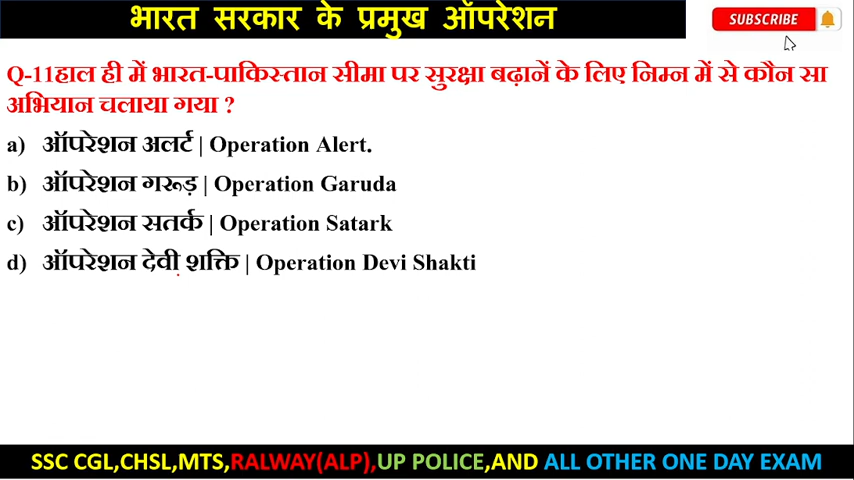 भारत सरकार के प्रमुख ऑपरेशन
SUBSCRIBE
Q-11हाल ही में भारत-पाकिस्तान सीमा पर सुरक्षा बढ़ानें के लिए निम्न में से कौन सा
अभियान चलाया गया ?
a) ऑपरेशन अलर्ट | Operation Alert.
b) ऑपरेशन गरूड़ | Operation Garuda
c) ऑपरेशन सतर्क | Operation Satark
d) ऑपरेशन देवी शक्ति | Operation Devi Shakti
SSC CGL,CHSL,MTS,RALWAY(ALP),UP POLICE,AND ALL OTHER ONE DAY EXAM